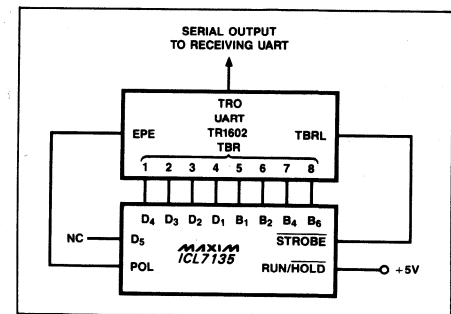 SERIAL OUTPUT
TO RECEIVING UART
TRO
UART
EPE TR1602 TBRL
TBR
1 2 3 4 5 6 7 8
D4 D3 D2 D1 B1 B2 B4 B6
NC D5 MAXIM STROBE
ICL7135
POL RUN/HOLD +5V